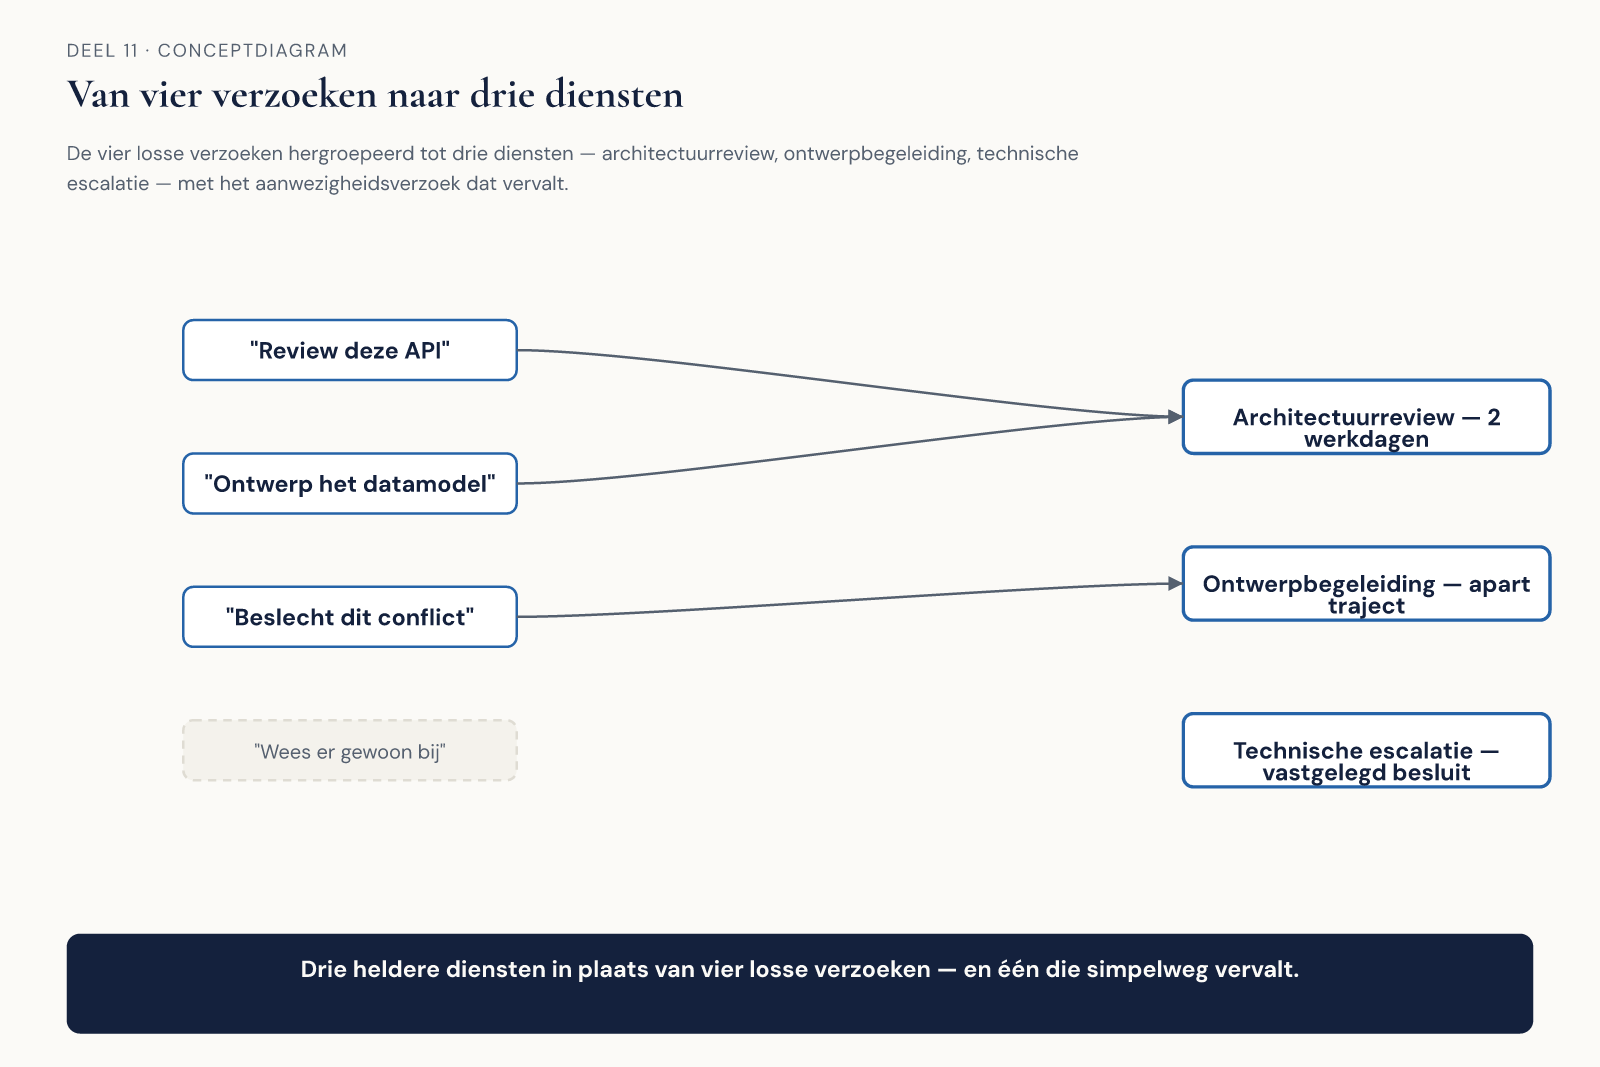 DEEL 11 · CONCEPTDIAGRAM
Van vier verzoeken naar drie diensten
De vier losse verzoeken hergroepeerd tot drie diensten — architectuurreview, ontwerpbegeleiding, technische
escalatie — met het aanwezigheidsverzoek dat vervalt.
"Review deze API"
"Ontwerp het datamodel"
"Beslecht dit conflict"
"Wees er gewoon bij"
Architectuurreview — 2
werkdagen
Ontwerpbegeleiding — apart
traject
Technische escalatie —
vastgelegd besluit
Drie heldere diensten in plaats van vier losse verzoeken — en één die simpelweg vervalt.